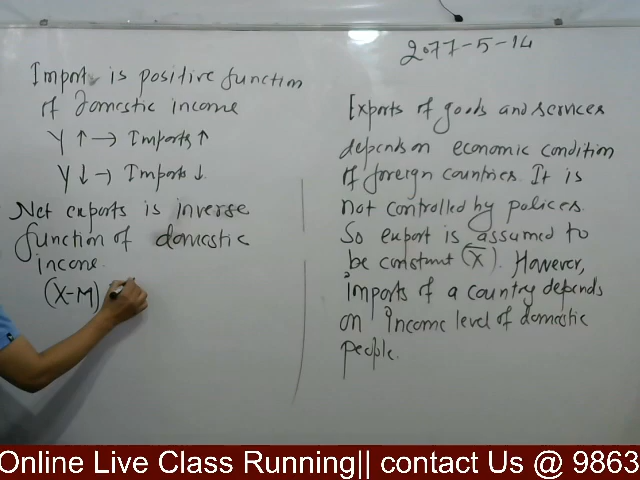 2077-5-14
Import is positive function
of domestic income
Y ↑ → Imports ↑
Y ↓ → Imports ↓
Net exports is inverse
function of domestic
income.
(X-M)
Exports of goods and services
depends on economic condition
of foreign countries. It is
not controlled by polices.
So export is assumed to
be constant (X̄). However,
imports of a country depends
on income level of domestic
people.
Online Live Class Running|| contact Us @ 9863